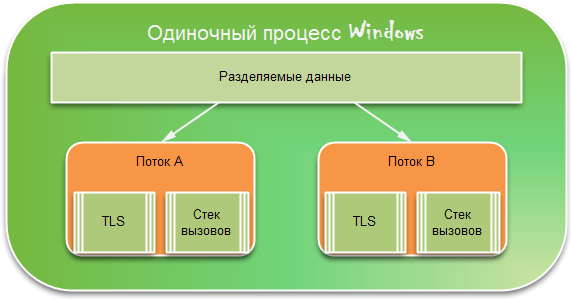 Одиночный процесс Windows
Разделяемые данные
Поток A
Поток B
TLS
Стек
вызовов
TLS
Стек
вызовов